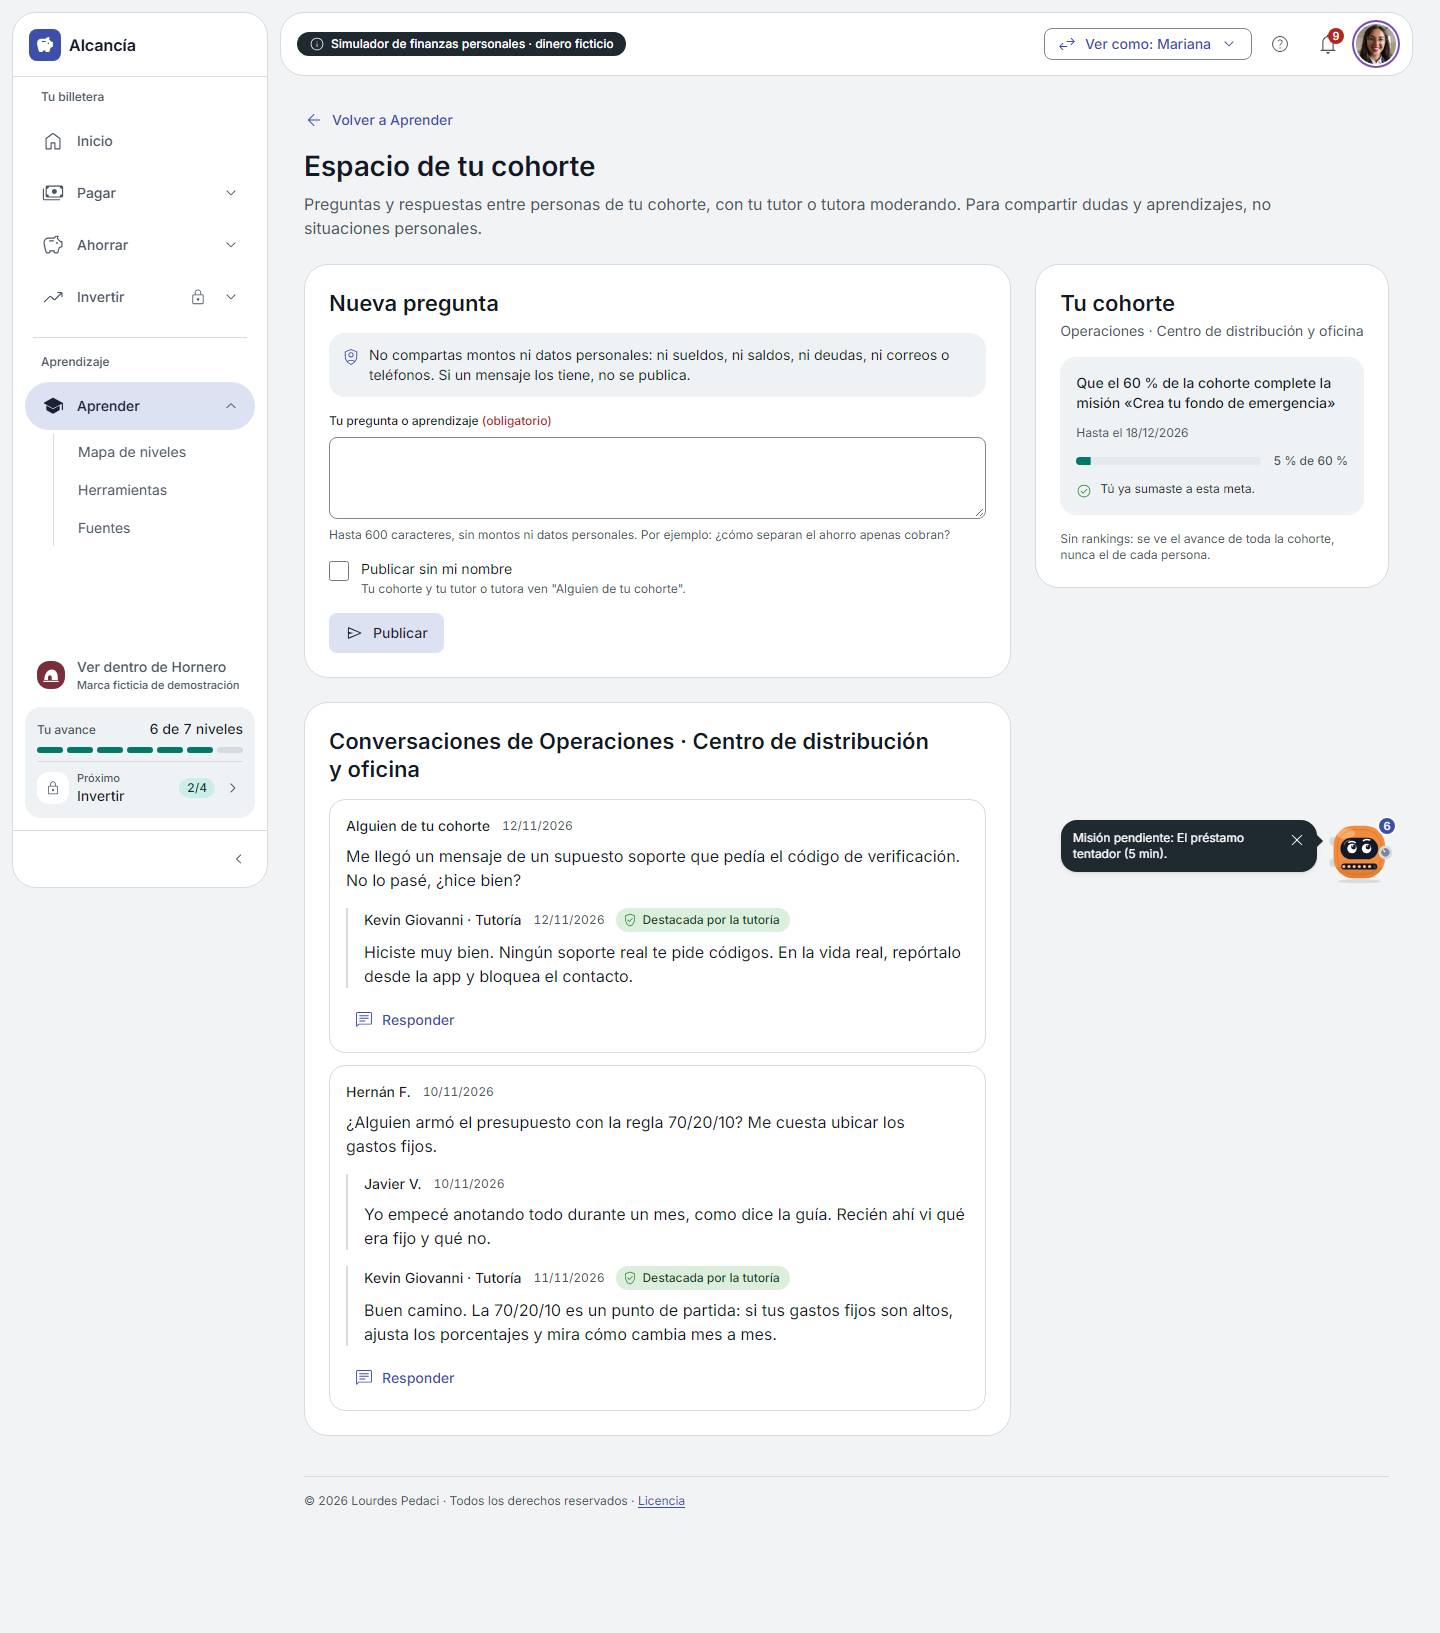 Alcancía
Tu billetera
Inicio
Pagar
Ahorrar
Invertir
Aprendizaje
Aprender
Mapa de niveles
Herramientas
Fuentes
Ver dentro de Hornero
Marca ficticia de demostración
Tu avance
6 de 7 niveles
Próximo
Invertir
2/4
Simulador de finanzas personales · dinero ficticio
Ver como: Mariana
9
Volver a Aprender
Espacio de tu cohorte
Preguntas y respuestas entre personas de tu cohorte, con tu tutor o tutora moderando. Para compartir dudas y aprendizajes, no
situaciones personales.
Nueva pregunta
No compartas montos ni datos personales: ni sueldos, ni saldos, ni deudas, ni correos o
teléfonos. Si un mensaje los tiene, no se publica.
Tu pregunta o aprendizaje (obligatorio)
Hasta 600 caracteres, sin montos ni datos personales. Por ejemplo: ¿cómo separan el ahorro apenas cobran?
Publicar sin mi nombre
Tu cohorte y tu tutor o tutora ven "Alguien de tu cohorte".
Publicar
Tu cohorte
Operaciones · Centro de distribución y oficina
Que el 60 % de la cohorte complete la
misión «Crea tu fondo de emergencia»
Hasta el 18/12/2026
5 % de 60 %
Tú ya sumaste a esta meta.
Sin rankings: se ve el avance de toda la cohorte,
nunca el de cada persona.
Conversaciones de Operaciones · Centro de distribución
y oficina
Alguien de tu cohorte 12/11/2026
Me llegó un mensaje de un supuesto soporte que pedía el código de verificación.
No lo pasé, ¿hice bien?
Kevin Giovanni · Tutoría 12/11/2026 Destacada por la tutoría
Hiciste muy bien. Ningún soporte real te pide códigos. En la vida real, repórtalo
desde la app y bloquea el contacto.
Responder
Hernán F. 10/11/2026
¿Alguien armó el presupuesto con la regla 70/20/10? Me cuesta ubicar los
gastos fijos.
Javier V. 10/11/2026
Yo empecé anotando todo durante un mes, como dice la guía. Recién ahí vi qué
era fijo y qué no.
Kevin Giovanni · Tutoría 11/11/2026 Destacada por la tutoría
Buen camino. La 70/20/10 es un punto de partida: si tus gastos fijos son altos,
ajusta los porcentajes y mira cómo cambia mes a mes.
Responder
Misión pendiente: El préstamo
tentador (5 min).
6
© 2026 Lourdes Pedaci · Todos los derechos reservados · Licencia